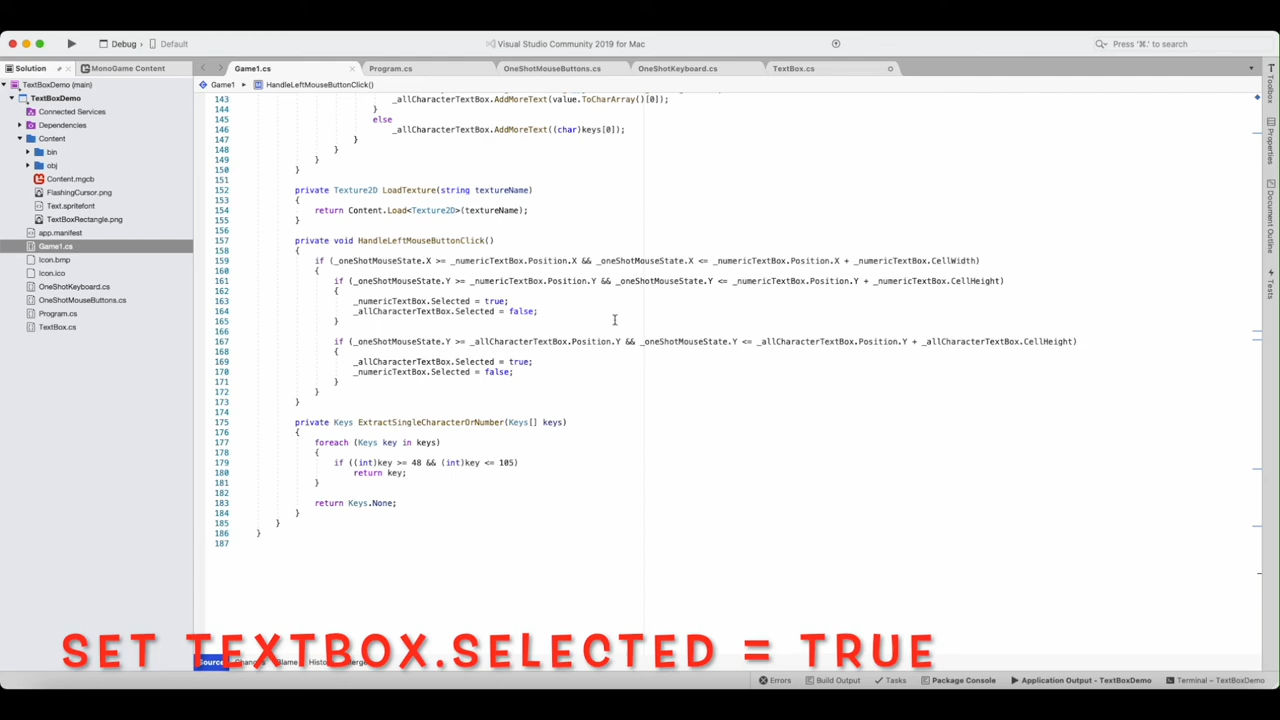 Debug
Default
Visual Studio Community 2019 for Mac
Press '⌘.' to search
Solution
MonoGame Content
Game1.cs
Program.cs
OneShotMouseButtons.cs
OneShotKeyboard.cs
TextBox.cs
TextBoxDemo (main)
TextBoxDemo
Connected Services
Dependencies
Content
bin
obj
Content.mgcb
FlashingCursor.png
Text.spritefont
TextBoxRectangle.png
app.manifest
Game1.cs
Icon.bmp
Icon.ico
OneShotKeyboard.cs
OneShotMouseButtons.cs
Program.cs
TextBox.cs
Game1 HandleLeftMouseButtonClick()
143 _allCharacterTextBox.AddMoreText(value.ToCharArray()[0]);
144 }
145 else
146 _allCharacterTextBox.AddMoreText((char)keys[0]);
147 }
148 }
149 }
150 }
151
152 private Texture2D LoadTexture(string textureName)
153 {
154 return Content.Load<Texture2D>(textureName);
155 }
156
157 private void HandleLeftMouseButtonClick()
158 {
159 if (_oneShotMouseState.X >= _numericTextBox.Position.X && _oneShotMouseState.X <= _numericTextBox.Position.X + _numericTextBox.CellWidth)
160 {
161 if (_oneShotMouseState.Y >= _numericTextBox.Position.Y && _oneShotMouseState.Y <= _numericTextBox.Position.Y + _numericTextBox.CellHeight)
162 {
163 _numericTextBox.Selected = true;
164 _allCharacterTextBox.Selected = false;
165 }
166
167 if (_oneShotMouseState.Y >= _allCharacterTextBox.Position.Y && _oneShotMouseState.Y <= _allCharacterTextBox.Position.Y + _allCharacterTextBox.CellHeight)
168 {
169 _allCharacterTextBox.Selected = true;
170 _numericTextBox.Selected = false;
171 }
172 }
173 }
174
175 private Keys ExtractSingleCharacterOrNumber(Keys[] keys)
176 {
177 foreach (Keys key in keys)
178 {
179 if ((int)key >= 48 && (int)key <= 105)
180 return key;
181 }
182
183 return Keys.None;
184 }
185 }
186 }
187
Toolbox
Properties
Document Outline
Tests
SET TEXTBOX.SELECTED = TRUE
Source
Errors
Build Output
Tasks
Package Console
Application Output - TextBoxDemo
Terminal – TextBoxDemo